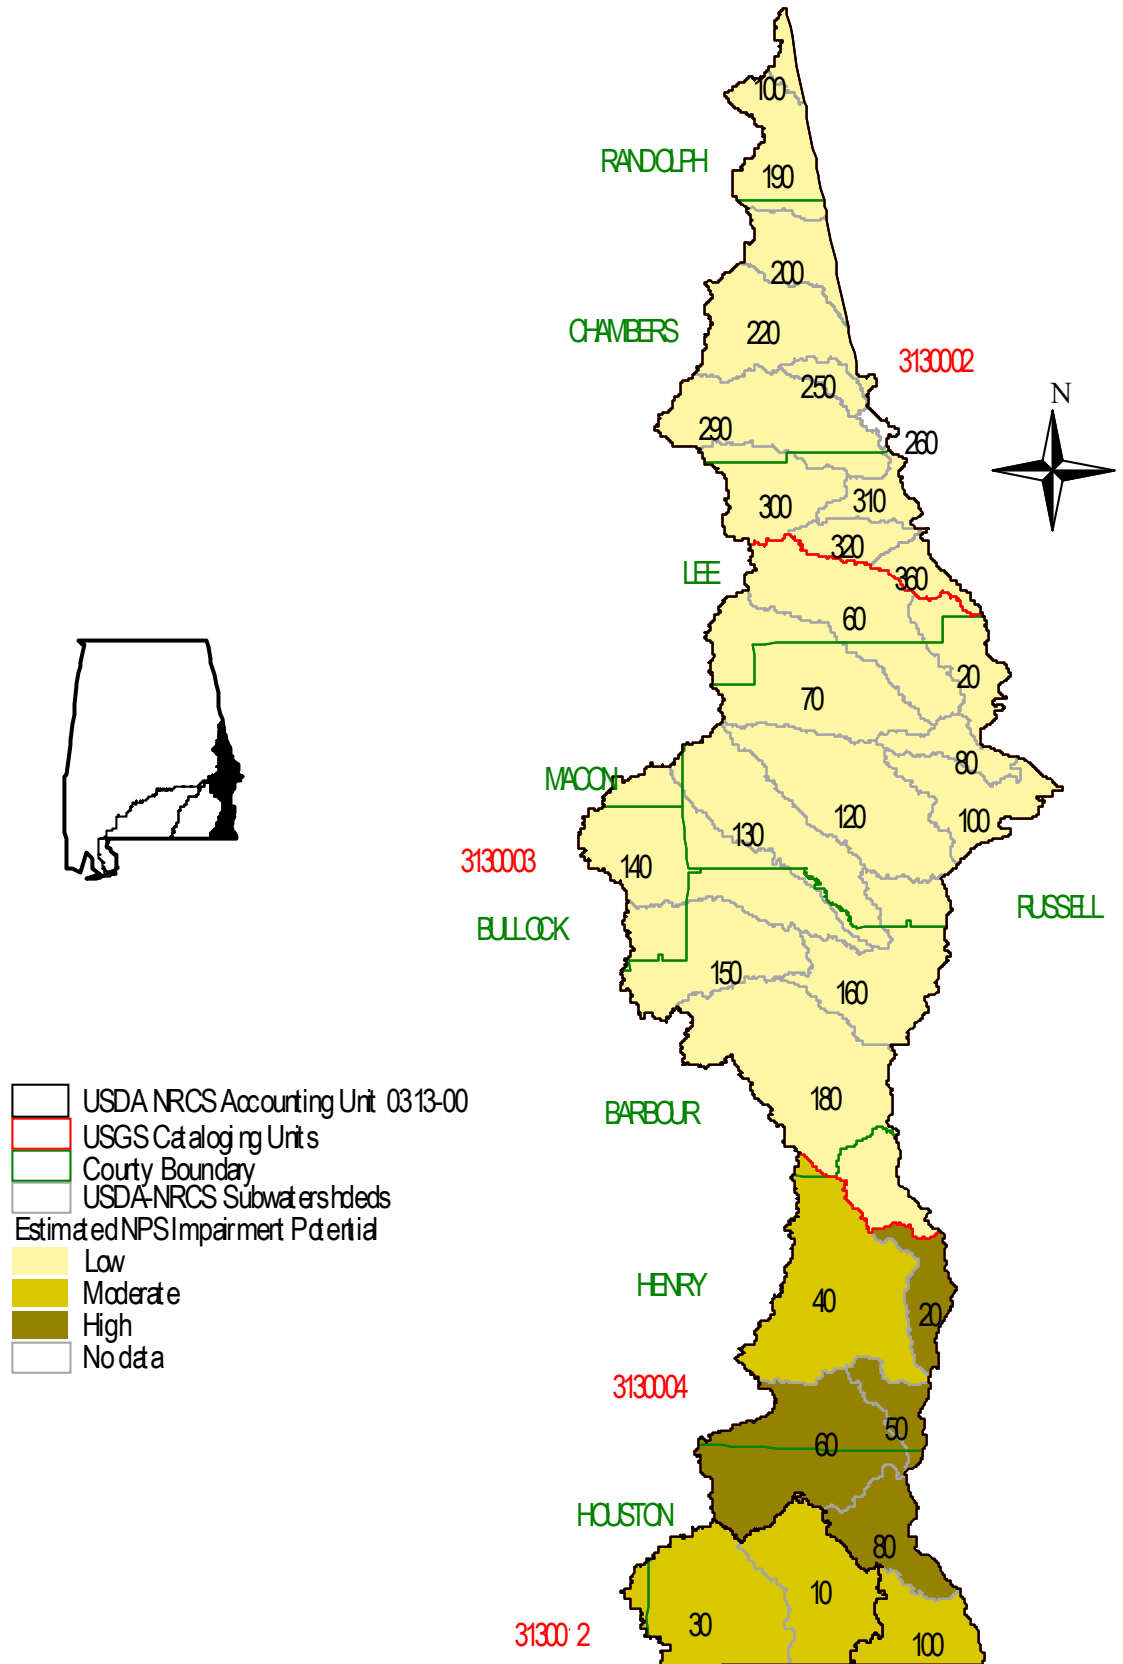 100
RANDOLPH
190
200
CHAMBERS
220
3130002
250
290
260
N
300
310
320
LEE
360
60
20
70
MACON
80
130
120
100
3130003
140
BULLOCK
RUSSELL
150
160
USDA NRCS Accounting Unit 0313-00
USGS Cataloging Units
County Boundary
USDA-NRCS Subwatershdeds
Estimated NPS Impairment Potential
Low
Moderate
High
No data
BARBOUR
180
HENRY
40
20
3130004
50
60
HOUSTON
80
10
30
100